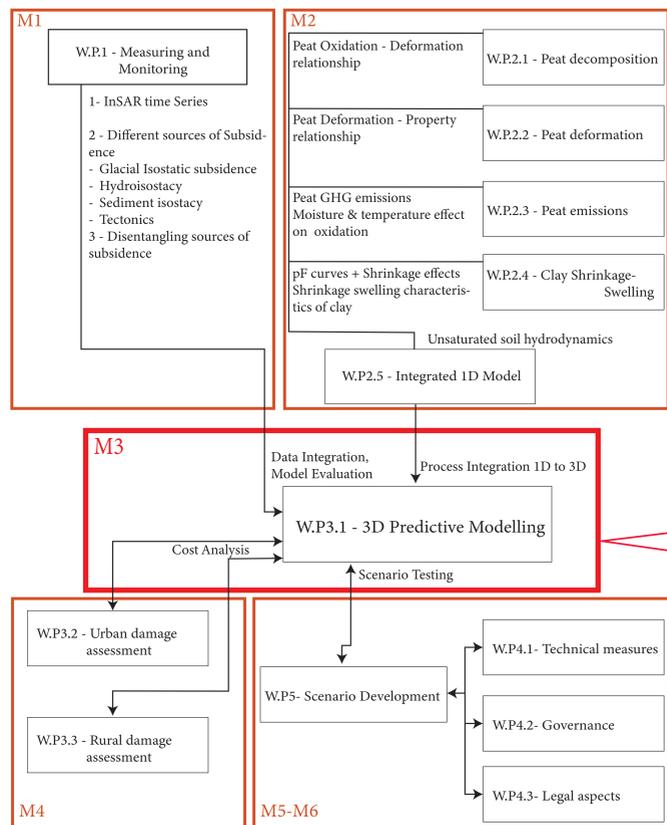 M1
W.P.1 - Measuring and
Monitoring
1- InSAR time Series
2 - Different sources of Subsid-
ence
- Glacial Isostatic subsidence
- Hydroisostacy
- Sediment isostacy
- Tectonics
3 - Disentangling sources of
subsidence
M2
Peat Oxidation - Deformation
relationship
W.P.2.1 - Peat decomposition
Peat Deformation - Property
relationship
W.P.2.2 - Peat deformation
Peat GHG emissions
Moisture & temperature effect
on oxidation
W.P.2.3 - Peat emissions
pF curves + Shrinkage effects
Shrinkage swelling characteris-
tics of clay
W.P.2.4 - Clay Shrinkage-
Swelling
Unsaturated soil hydrodynamics
W.P2.5 - Integrated 1D Model
M3
Data Integration,
Model Evaluation
Process Integration 1D to 3D
W.P3.1 - 3D Predictive Modelling
Cost Analysis
Scenario Testing
W.P3.2 - Urban damage
assessment
W.P3.3 - Rural damage
assessment
M4
W.P5- Scenario Development
W.P4.1- Technical measures
W.P4.2- Governance
W.P4.3- Legal aspects
M5-M6